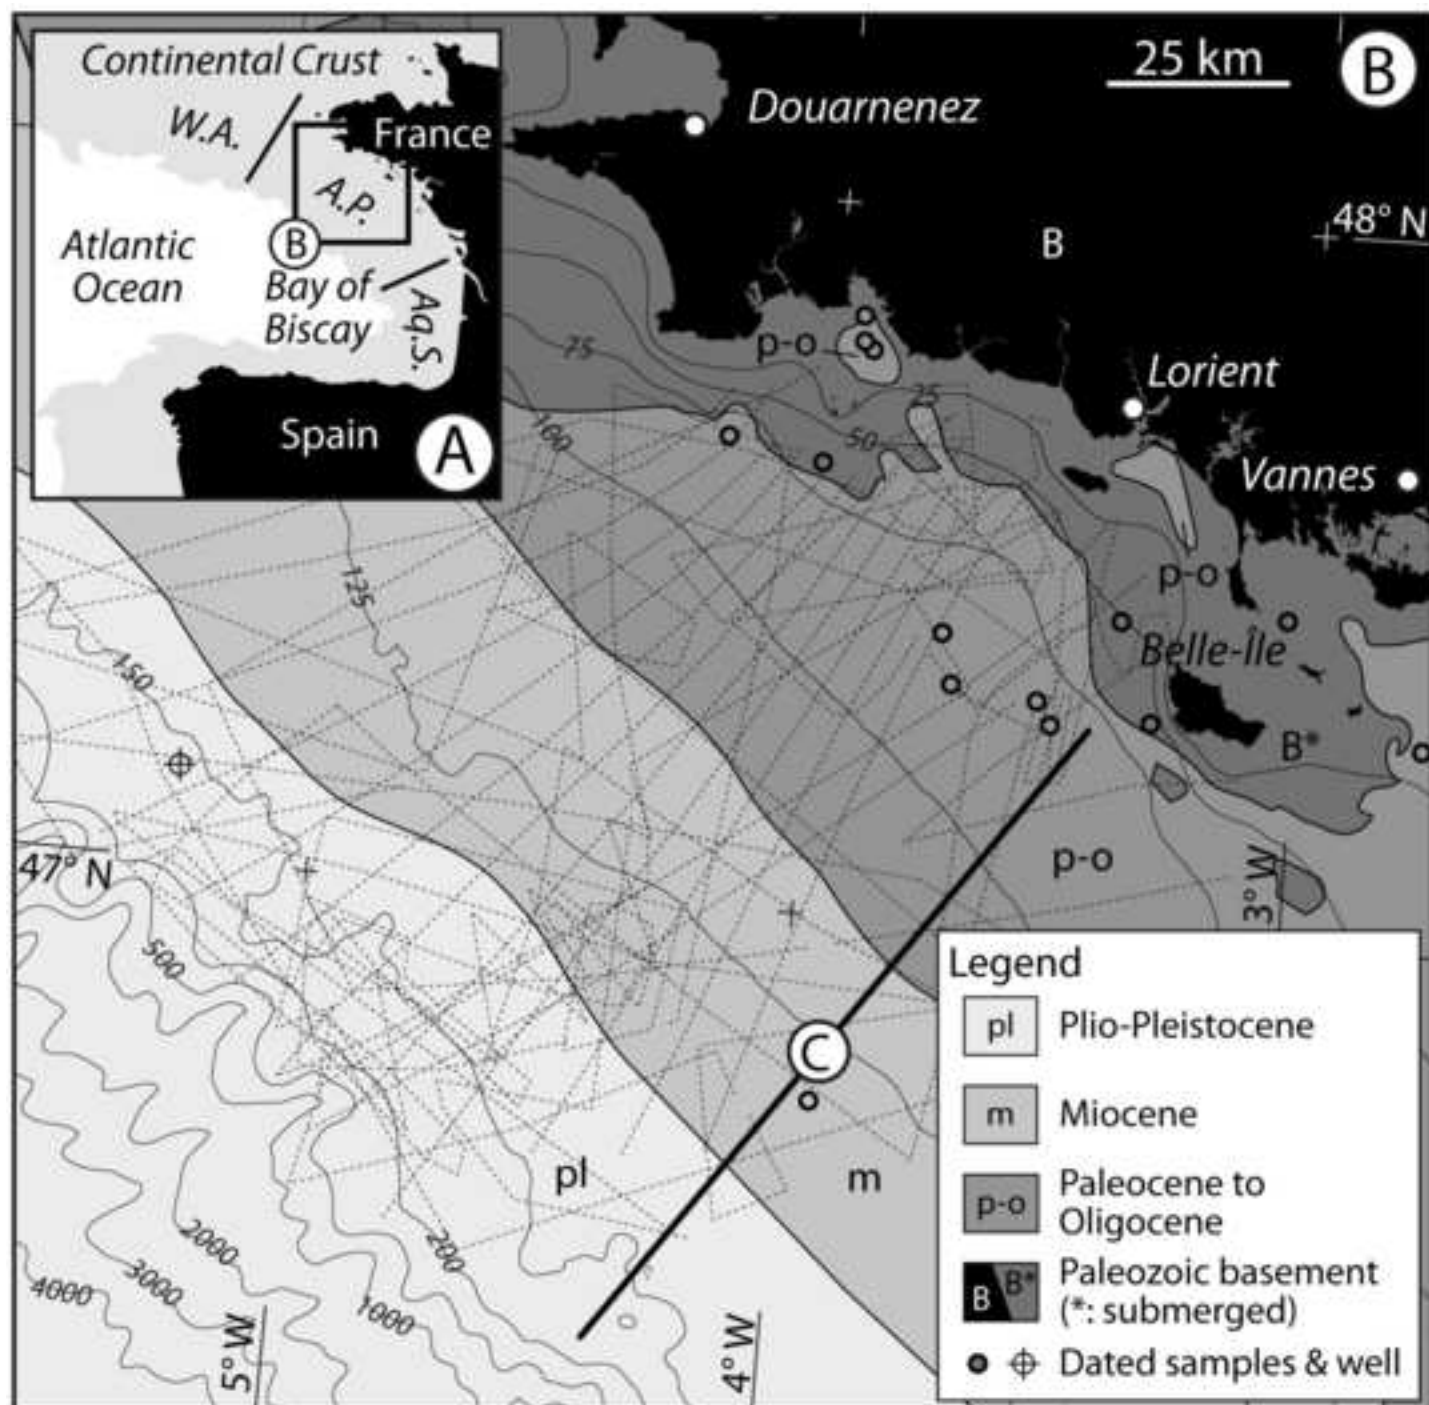 Continental Crust
W.A.
France
A.P.
B
Atlantic
Ocean
Bay of
Biscay
Aq.S.
Spain
A
25 km
B
Douarnenez
48° N
B
75
p-o
Lorient
25
100
50
Vannes
125
p-o
Belle-Île
150
B*
47° N
p-o
3° W
500
C
pl
m
200
2000
3000
4000
1000
5° W
4° W
Legend
pl Plio-Pleistocene
m Miocene
p-o Paleocene to
Oligocene
B B* Paleozoic basement
(*: submerged)
Dated samples & well